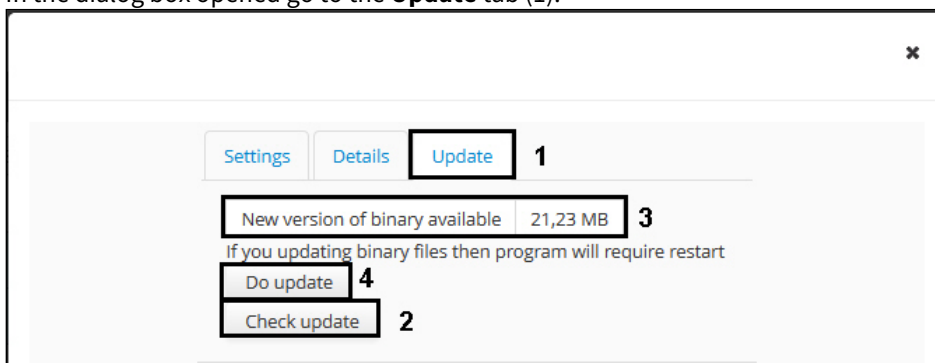 In the dialog box opened go to the Update tab (1).
✖
Settings Details Update 1
New version of binary available 21,23 MB 3
If you updating binary files then program will require restart
Do update 4
Check update 2